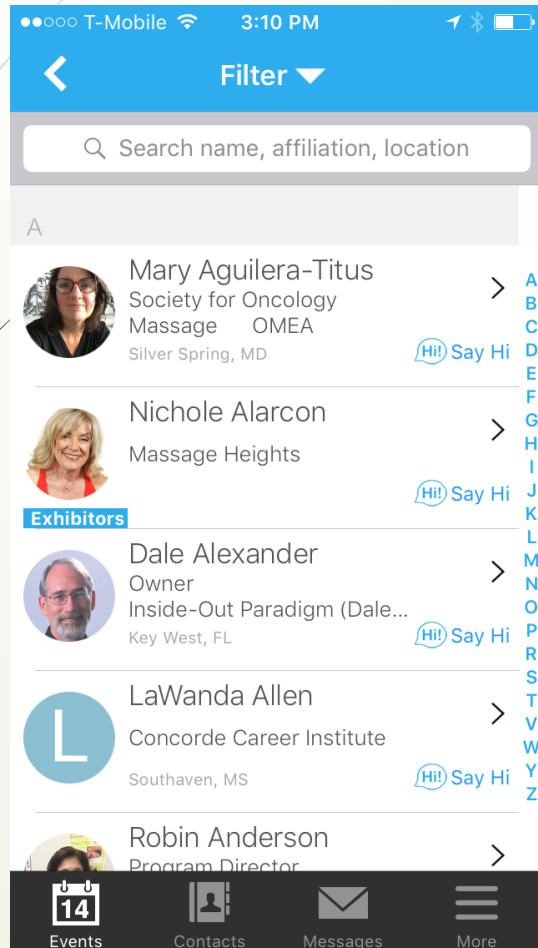 T-Mobile 3:10 PM
Filter
Search name, affiliation, location
A
Mary Aguilera-Titus
Society for Oncology
Massage OMEA
Silver Spring, MD
Hi! Say Hi
Nichole Alarcon
Massage Heights
Hi! Say Hi
Exhibitors
Dale Alexander
Owner
Inside-Out Paradigm (Dale...
Key West, FL
Hi! Say Hi
L
LaWanda Allen
Concorde Career Institute
Southaven, MS
Hi! Say Hi
Robin Anderson
Program Director
A
B
C
D
E
F
G
H
I
J
K
L
M
N
O
P
R
S
T
V
W
Y
Z
14
Events Contacts Messages More